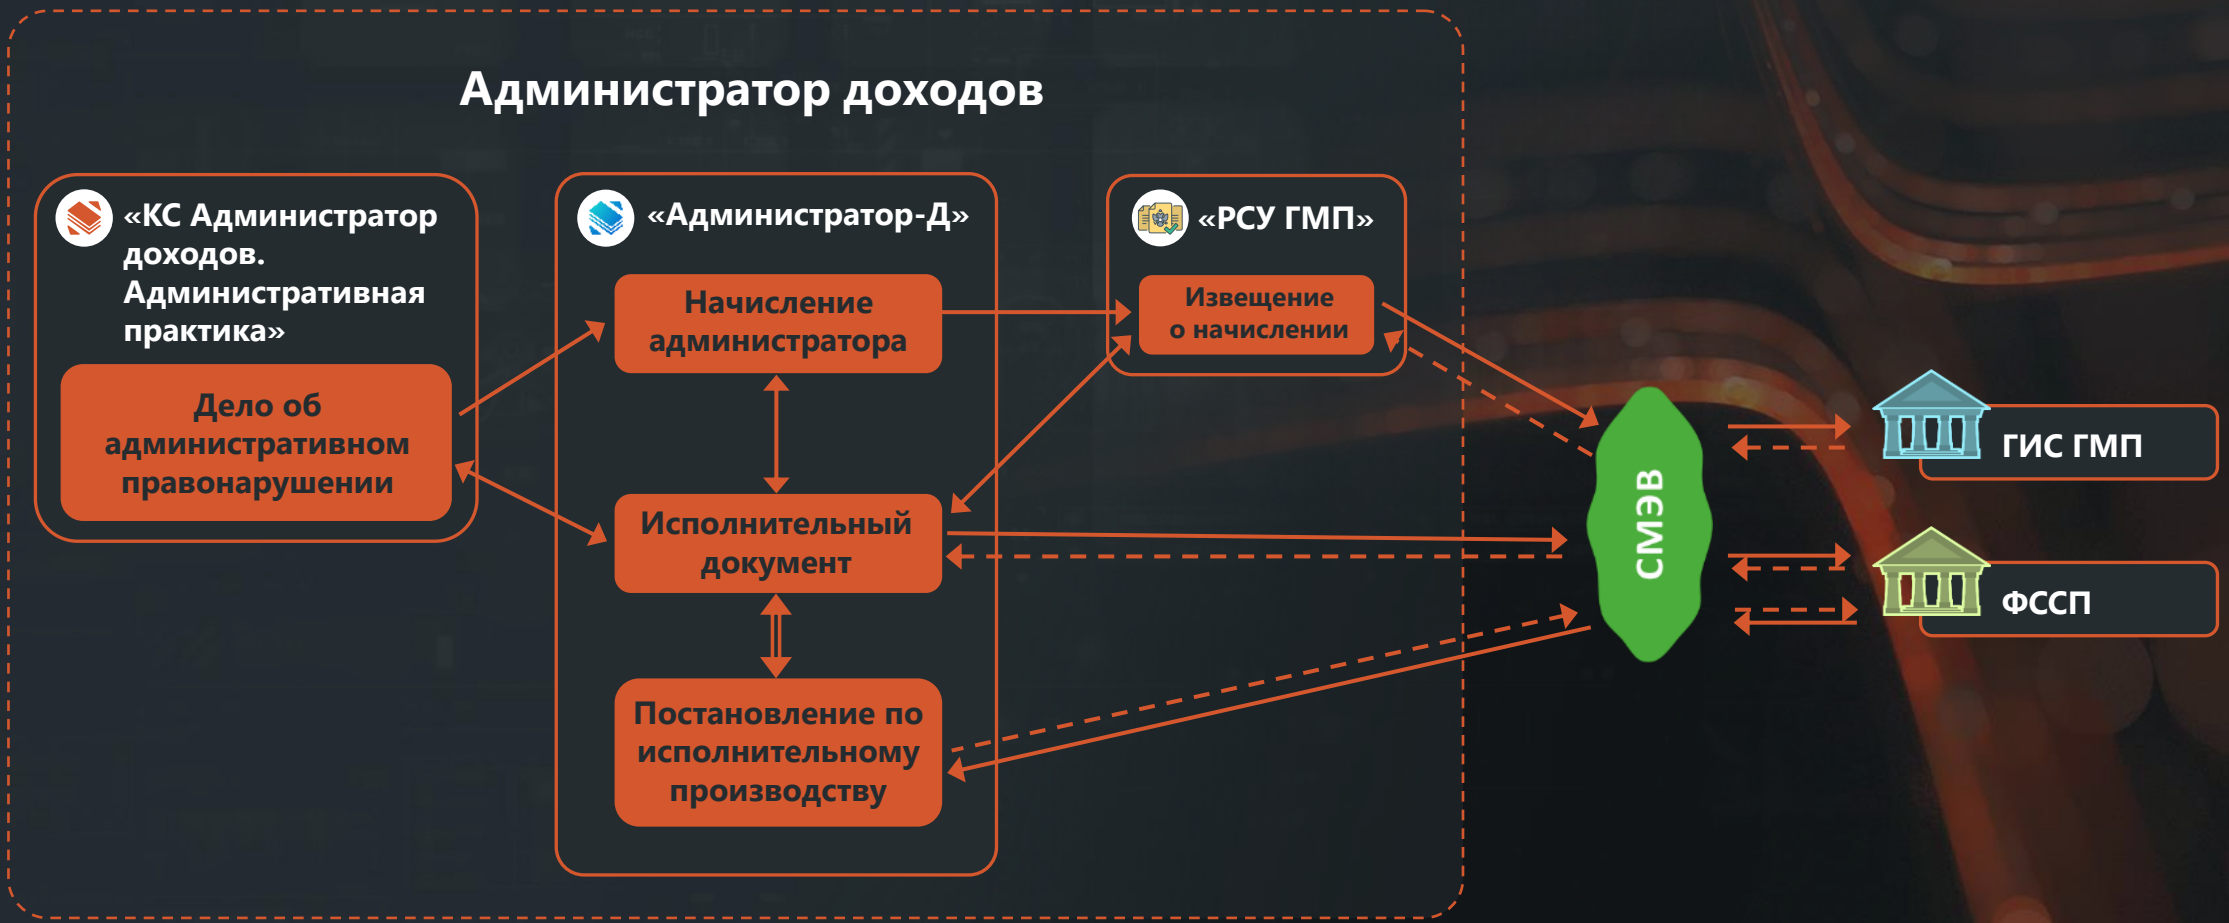 Администратор доходов
«КС Администратор
доходов.
Административная
практика»
Дело об
административном
правонарушении
«Администратор-Д»
Начисление
администратора
Исполнительный
документ
Постановление по
исполнительному
производству
«РСУ ГМП»
Извещение
о начислении
СМЭВ
ГИС ГМП
ФССП